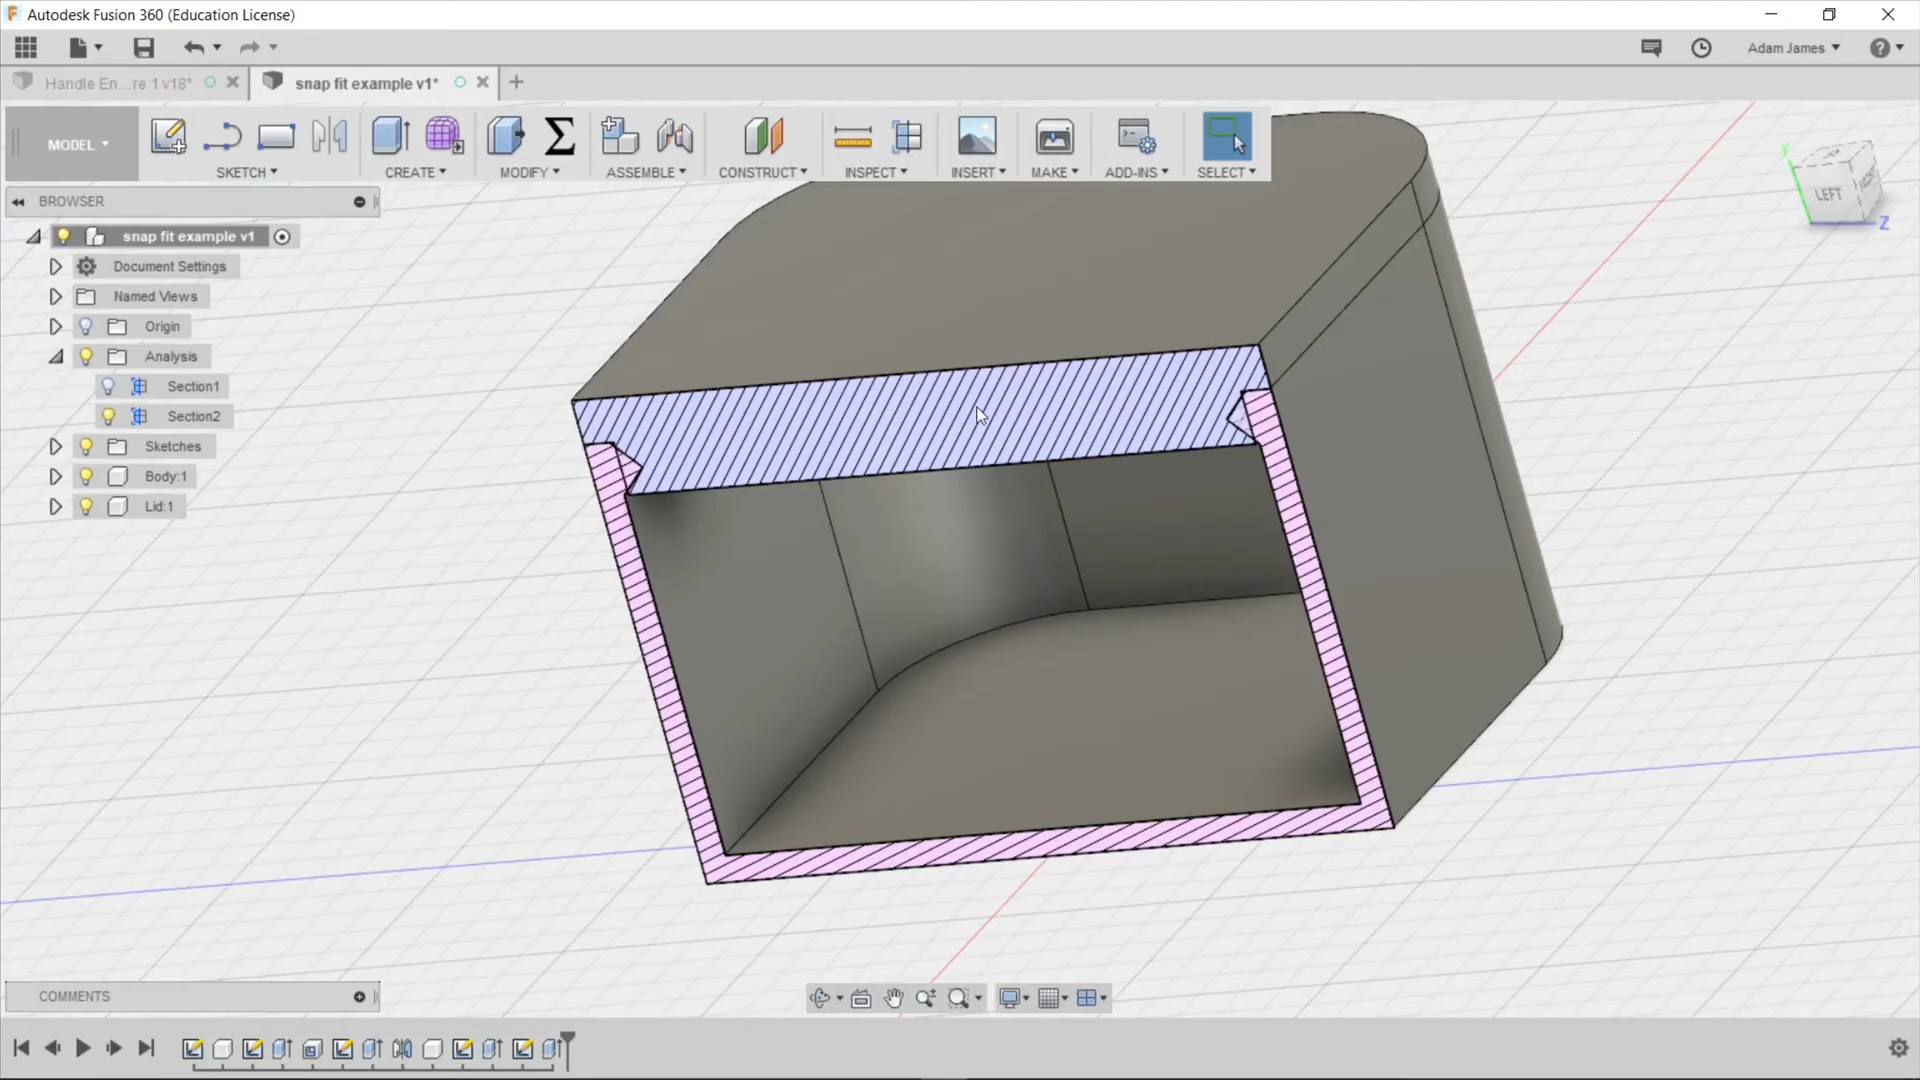 Autodesk Fusion 360 (Education License)
Adam James
Handle En...re 1 v18*
snap fit example v1*
MODEL
SKETCH
CREATE
MODIFY
ASSEMBLE
CONSTRUCT
INSPECT
INSERT
MAKE
ADD-INS
SELECT
BROWSER
snap fit example v1
Document Settings
Named Views
Origin
Analysis
Section1
Section2
Sketches
Body:1
Lid:1
LEFT
Z
COMMENTS